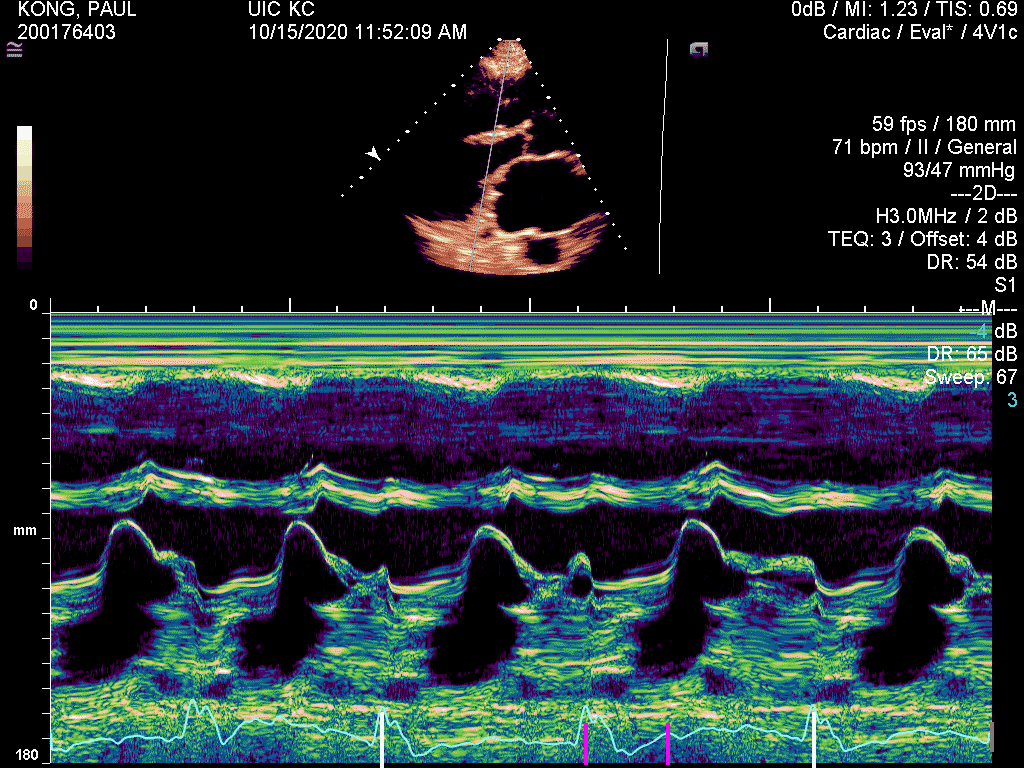 KONG, PAUL
200176403
UIC KC
10/15/2020 11:52:09 AM
0dB / MI: 1.23 / TIS: 0.69
Cardiac / Eval* / 4V1c
59 fps / 180 mm
71 bpm / II / General
93/47 mmHg
---2D---
H3.0MHz / 2 dB
TEQ: 3 / Offset: 4 dB
DR: 54 dB
S1
---M---
-4 dB
DR: 65 dB
Sweep: 67
3
0
mm
180